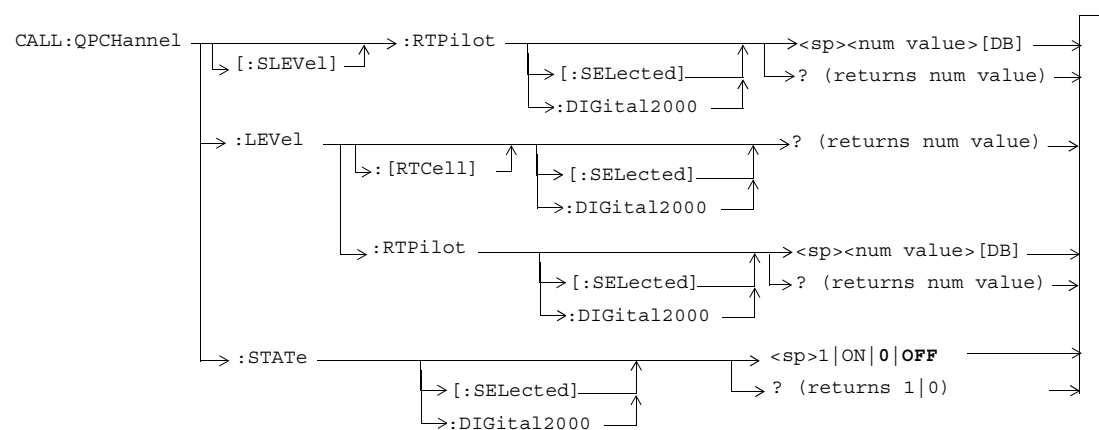 CALL:QPCHannel :RTPilot <sp><num value>[DB]
[:SLEVel] [:SELected] ? (returns num value)
:DIGital2000
:LEVel ? (returns num value)
:[RTCell] [:SELected]
:DIGital2000
:RTPilot <sp><num value>[DB]
[:SELected] ? (returns num value)
:DIGital2000
:STATe <sp>1|ON|0|OFF
[:SELected] ? (returns 1|0)
:DIGital2000